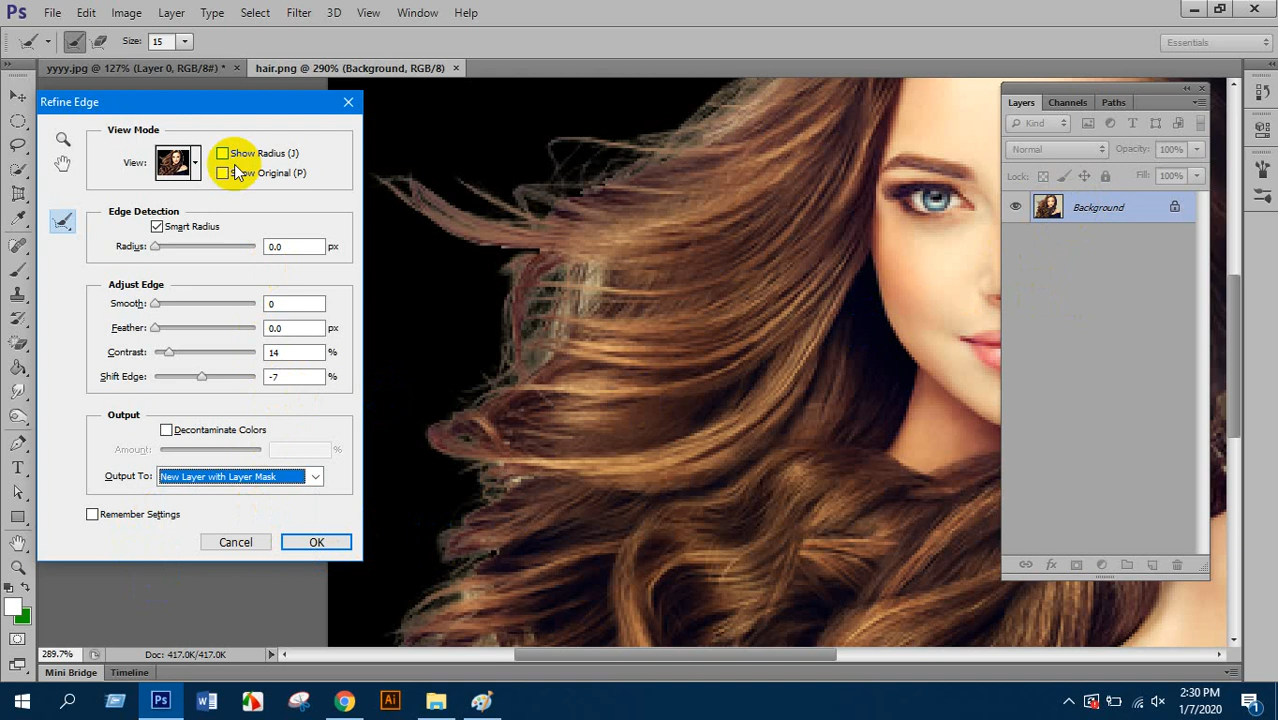 Ps File Edit Image Layer Type Select Filter 3D View Window Help
Size: 15 Essentials
yyyy.jpg @ 127% (Layer 0, RGB/8#) * × hair.png @ 290% (Background, RGB/8) ×
Refine Edge
View Mode
View:
Show Radius (J)
Show Original (P)
Edge Detection
Smart Radius
Radius: 0.0 px
Adjust Edge
Smooth: 0
Feather: 0.0 px
Contrast: 14 %
Shift Edge: -7 %
Output
Decontaminate Colors
Amount: %
Output To: New Layer with Layer Mask
Remember Settings
Cancel OK
Layers Channels Paths
Kind
Normal Opacity: 100%
Lock: Fill: 100%
Background
fx
289.7% Doc: 417.0K/417.0K
Mini Bridge Timeline
Ps W Ai
2:30 PM
1/7/2020
1